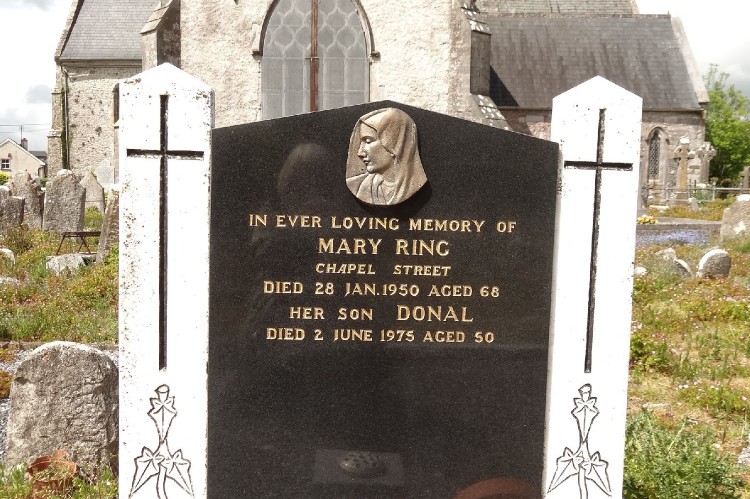 IN EVER LOVING MEMORY OF
MARY RING
CHAPEL STREET
DIED 28 JAN.1950 AGED 68
HER SON DONAL
DIED 2 JUNE 1975 AGED 50